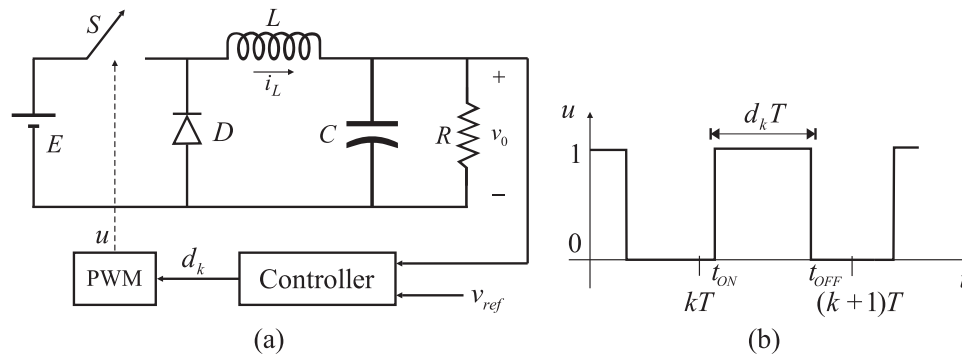 S
L
i_L
E
D
C
R
+
v_0
−
u
d_k
PWM
Controller
v_ref
(a)
u
d_kT
1
0
t_ON
t_OFF
kT
(k + 1)T
(b)